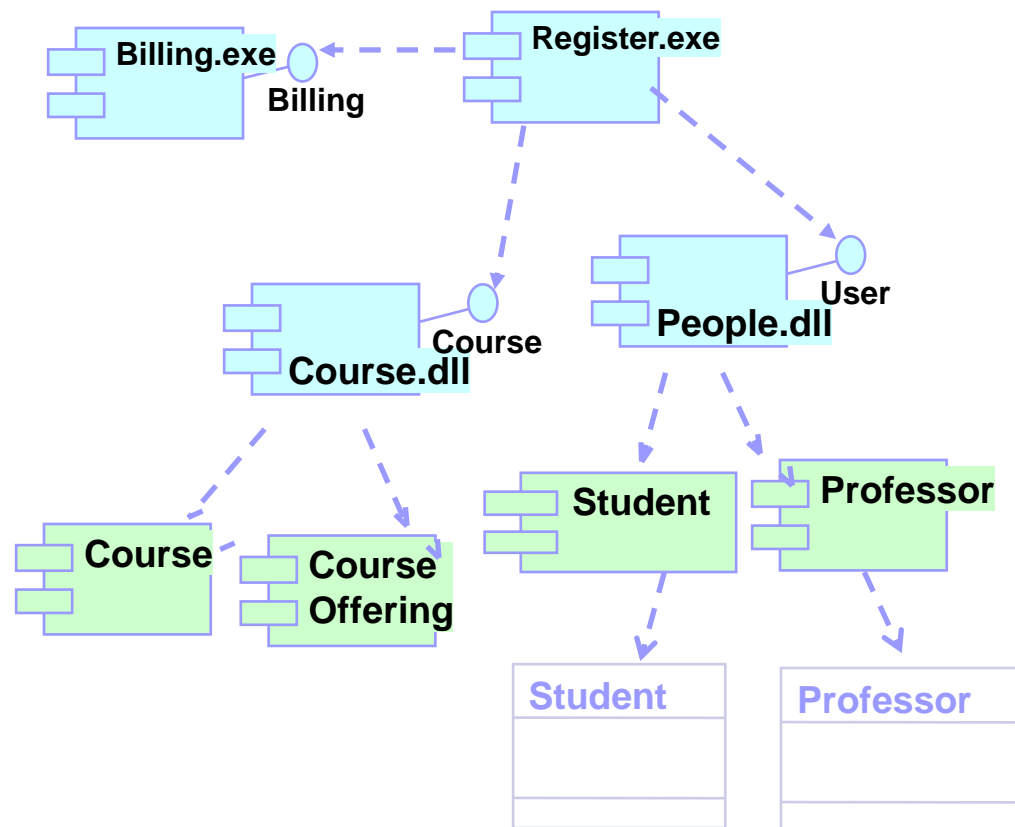 Billing.exe
Register.exe
Billing
User
People.dll
Course
Course.dll
Student
Professor
Course
Course
Offering
Student
Professor